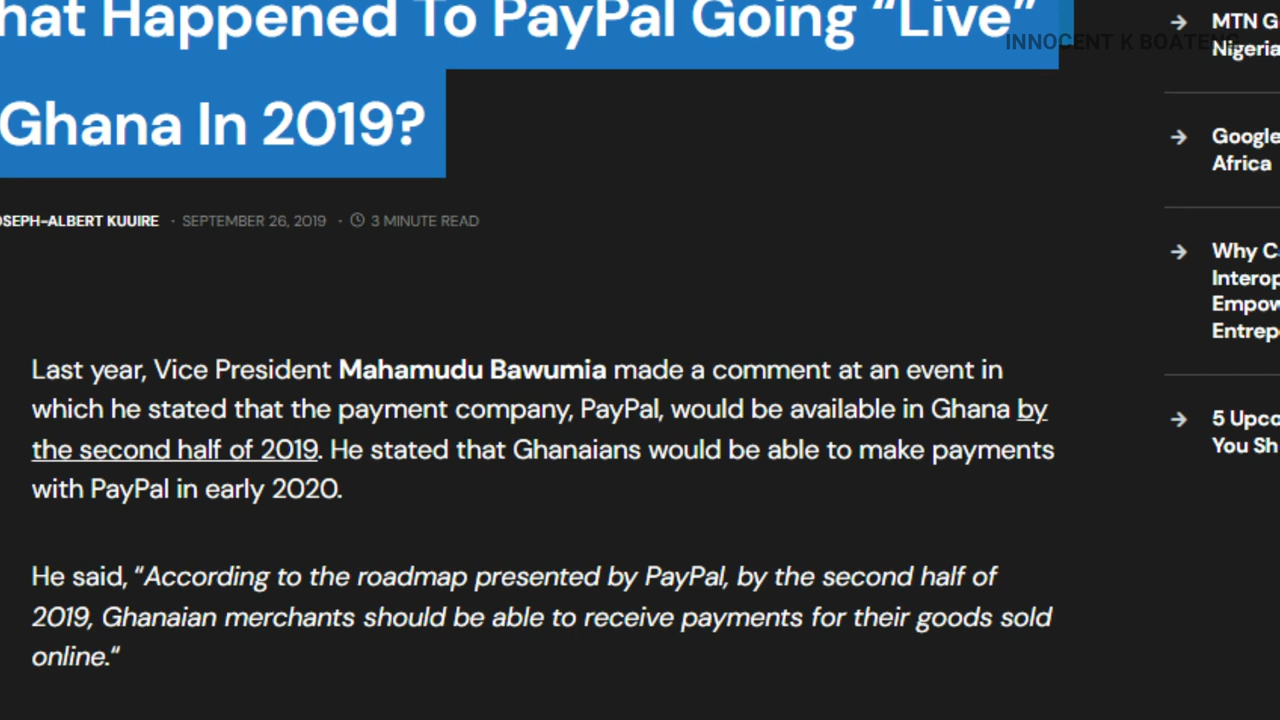 hat Happened To PayPal Going “Live”
Ghana In 2019?
OSEPH-ALBERT KUUIRE · SEPTEMBER 26, 2019 · 3 MINUTE READ
Last year, Vice President Mahamudu Bawumia made a comment at an event in
which he stated that the payment company, PayPal, would be available in Ghana by
the second half of 2019. He stated that Ghanaians would be able to make payments
with PayPal in early 2020.
He said, “According to the roadmap presented by PayPal, by the second half of
2019, Ghanaian merchants should be able to receive payments for their goods sold
online.“
INNOCENT K BOATENG
MTN G
Nigeria
Google
Africa
Why C
Interop
Empow
Entrep
5 Upco
You Sh